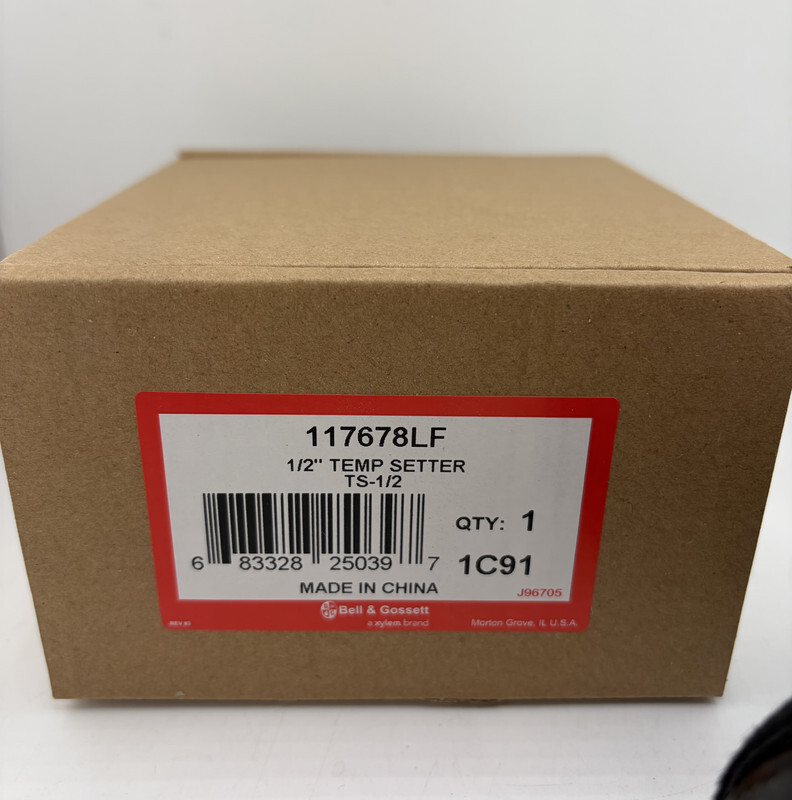 117678LF
1/2" TEMP SETTER
TS-1/2
QTY: 1
6 83328 25039 7
1C91
MADE IN CHINA
J96705
Bell & Gossett
a xylem brand
Morton Grove, IL U.S.A.